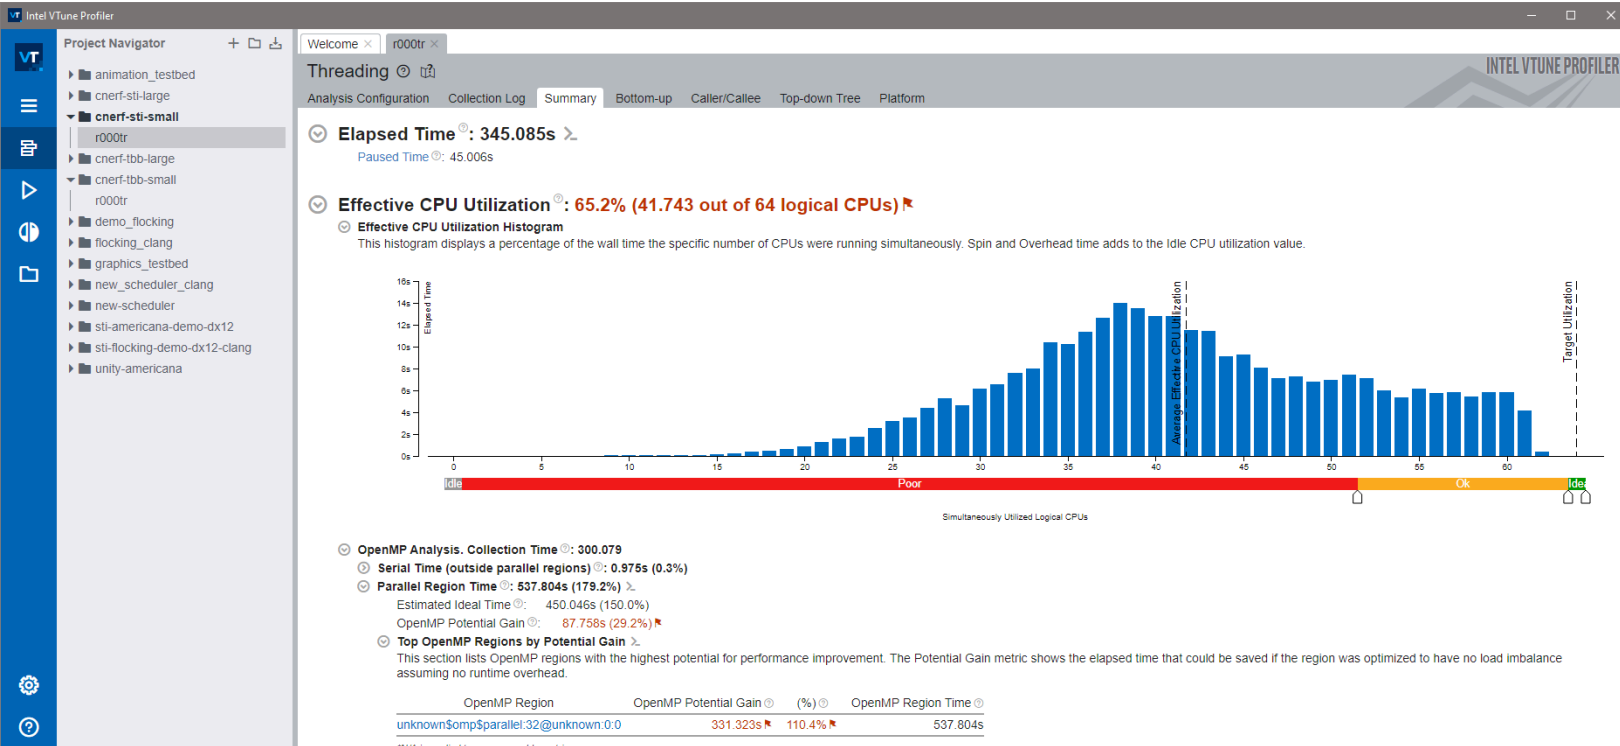 Intel VTune Profiler
Project Navigator
animation_testbed
cnerf-sti-large
cnerf-sti-small
r000tr
cnerf-tbb-large
cnerf-tbb-small
r000tr
demo_flocking
flocking_clang
graphics_testbed
new_scheduler_clang
new-scheduler
sti-americana-demo-dx12
sti-flocking-demo-dx12-clang
unity-americana
Welcome
r000tr
Threading
INTEL VTUNE PROFILER
Analysis Configuration Collection Log Summary Bottom-up Caller/Callee Top-down Tree Platform
Elapsed Time : 345.085s
Paused Time : 45.006s
Effective CPU Utilization : 65.2% (41.743 out of 64 logical CPUs)
Effective CPU Utilization Histogram
This histogram displays a percentage of the wall time the specific number of CPUs were running simultaneously. Spin and Overhead time adds to the Idle CPU utilization value.
16s
14s
12s
10s
8s
6s
4s
2s
0s
Elapsed Time
Average Effective CPU Utilization
Target Utilization
0 5 10 15 20 25 30 35 40 45 50 55 60
Idle Poor Ok Ide
Simultaneously Utilized Logical CPUs
OpenMP Analysis. Collection Time : 300.079
Serial Time (outside parallel regions) : 0.975s (0.3%)
Parallel Region Time : 537.804s (179.2%)
Estimated Ideal Time : 450.046s (150.0%)
OpenMP Potential Gain : 87.758s (29.2%)
Top OpenMP Regions by Potential Gain
This section lists OpenMP regions with the highest potential for performance improvement. The Potential Gain metric shows the elapsed time that could be saved if the region was optimized to have no load imbalance
assuming no runtime overhead.
OpenMP Region OpenMP Potential Gain (%) OpenMP Region Time
unknown$omp$parallel:32@unknown:0:0 331.323s 110.4% 537.804s